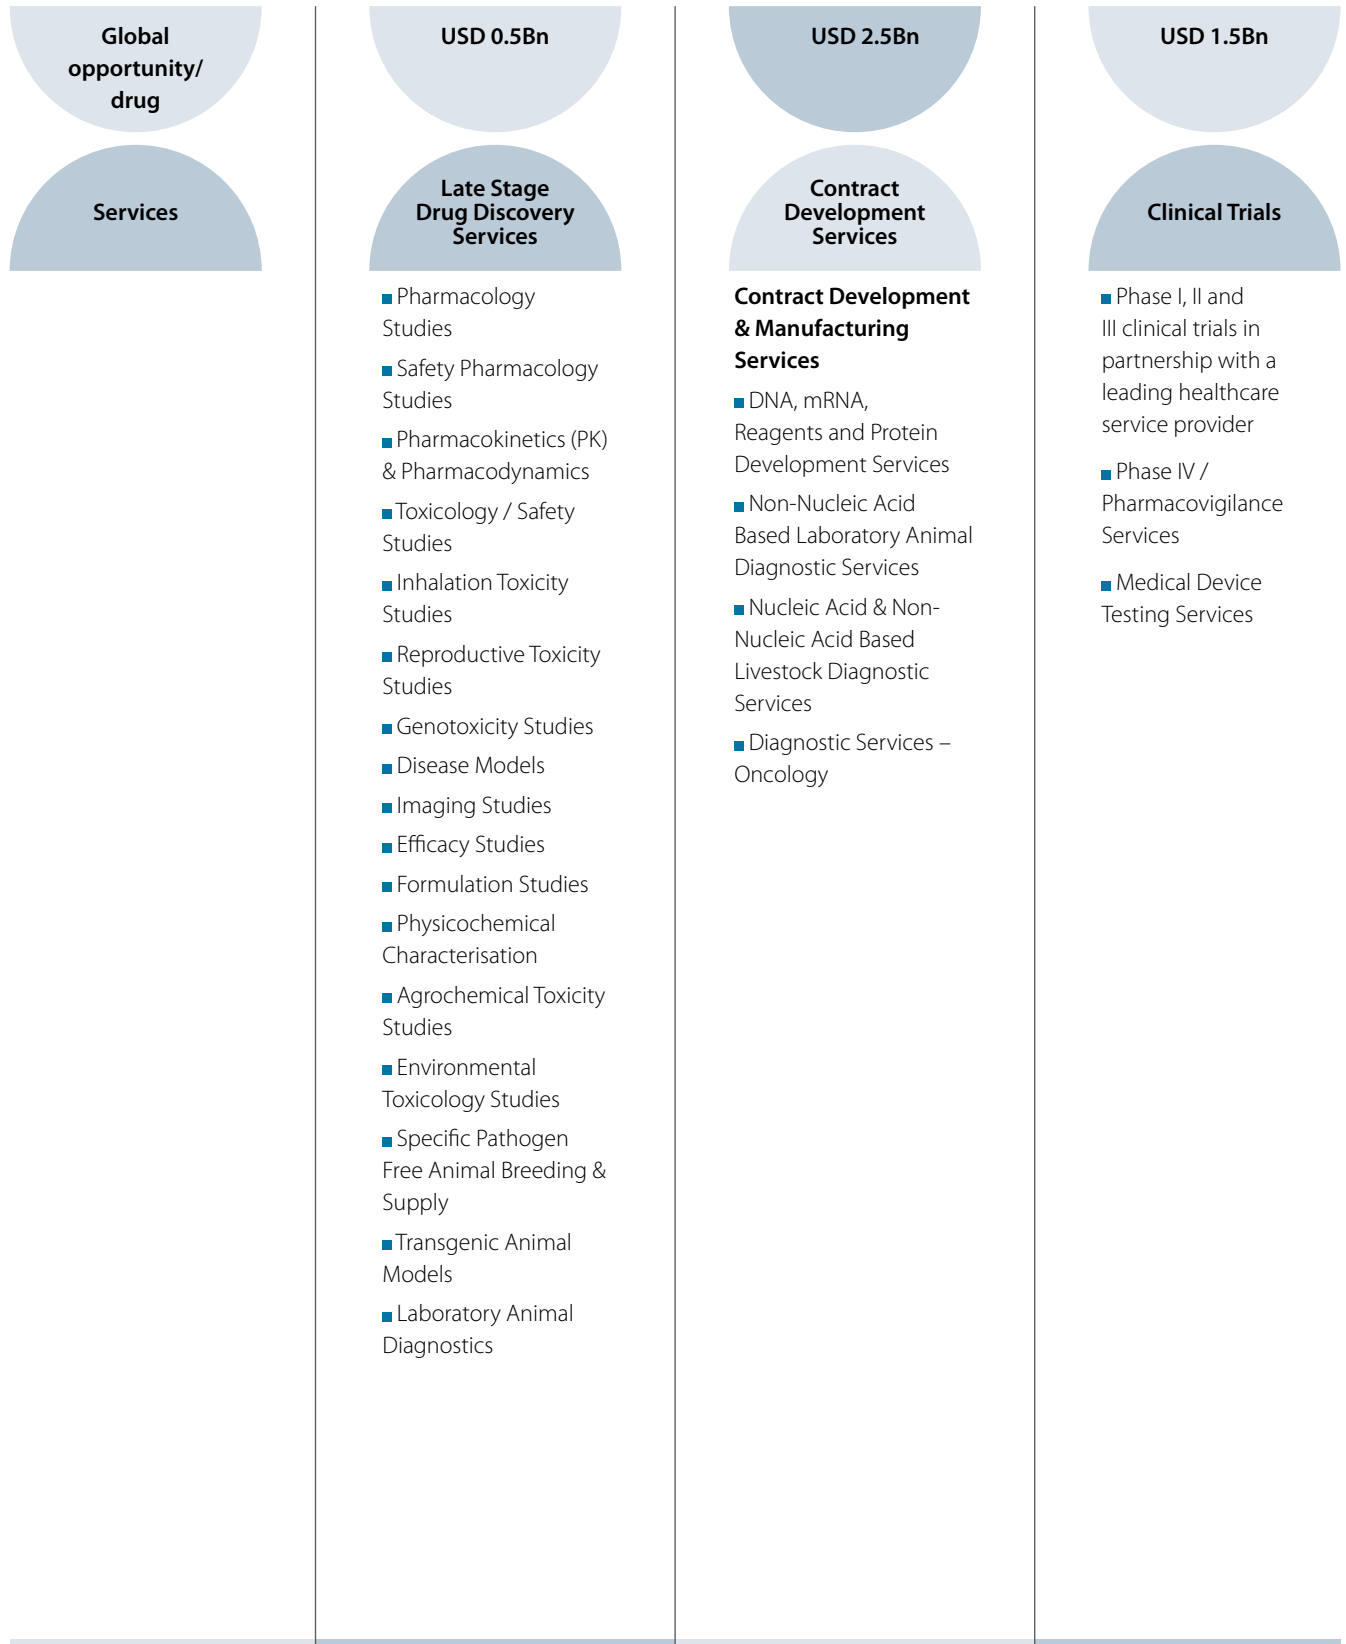 Global
opportunity/
drug
Services
USD 0.5Bn
Late Stage
Drug Discovery
Services
■ Pharmacology
Studies
■ Safety Pharmacology
Studies
■ Pharmacokinetics (PK)
& Pharmacodynamics
■ Toxicology / Safety
Studies
■ Inhalation Toxicity
Studies
■ Reproductive Toxicity
Studies
■ Genotoxicity Studies
■ Disease Models
■ Imaging Studies
■ Efficacy Studies
■ Formulation Studies
■ Physicochemical
Characterisation
■ Agrochemical Toxicity
Studies
■ Environmental
Toxicology Studies
■ Specific Pathogen
Free Animal Breeding &
Supply
■ Transgenic Animal
Models
■ Laboratory Animal
Diagnostics
USD 2.5Bn
Contract
Development
Services
Contract Development
& Manufacturing
Services
■ DNA, mRNA,
Reagents and Protein
Development Services
■ Non-Nucleic Acid
Based Laboratory Animal
Diagnostic Services
■ Nucleic Acid & Non-
Nucleic Acid Based
Livestock Diagnostic
Services
■ Diagnostic Services –
Oncology
USD 1.5Bn
Clinical Trials
■ Phase I, II and
III clinical trials in
partnership with a
leading healthcare
service provider
■ Phase IV /
Pharmacovigilance
Services
■ Medical Device
Testing Services